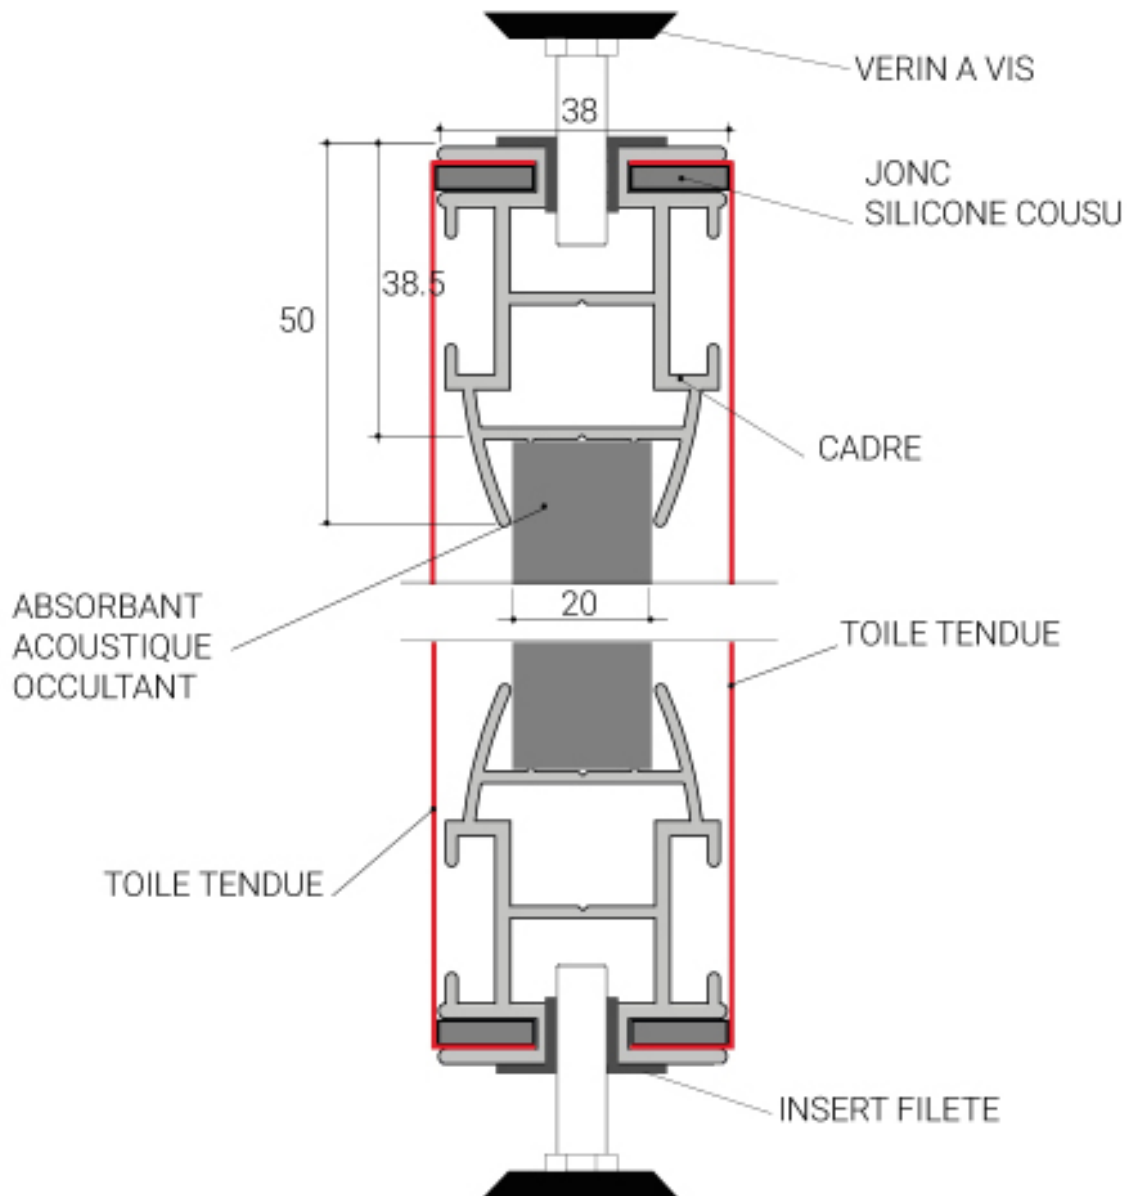 VERIN A VIS
38
JONC
SILICONE COUSU
38.5
50
CADRE
ABSORBANT
ACOUSTIQUE
OCCULTANT
20
TOILE TENDUE
TOILE TENDUE
INSERT FILETE